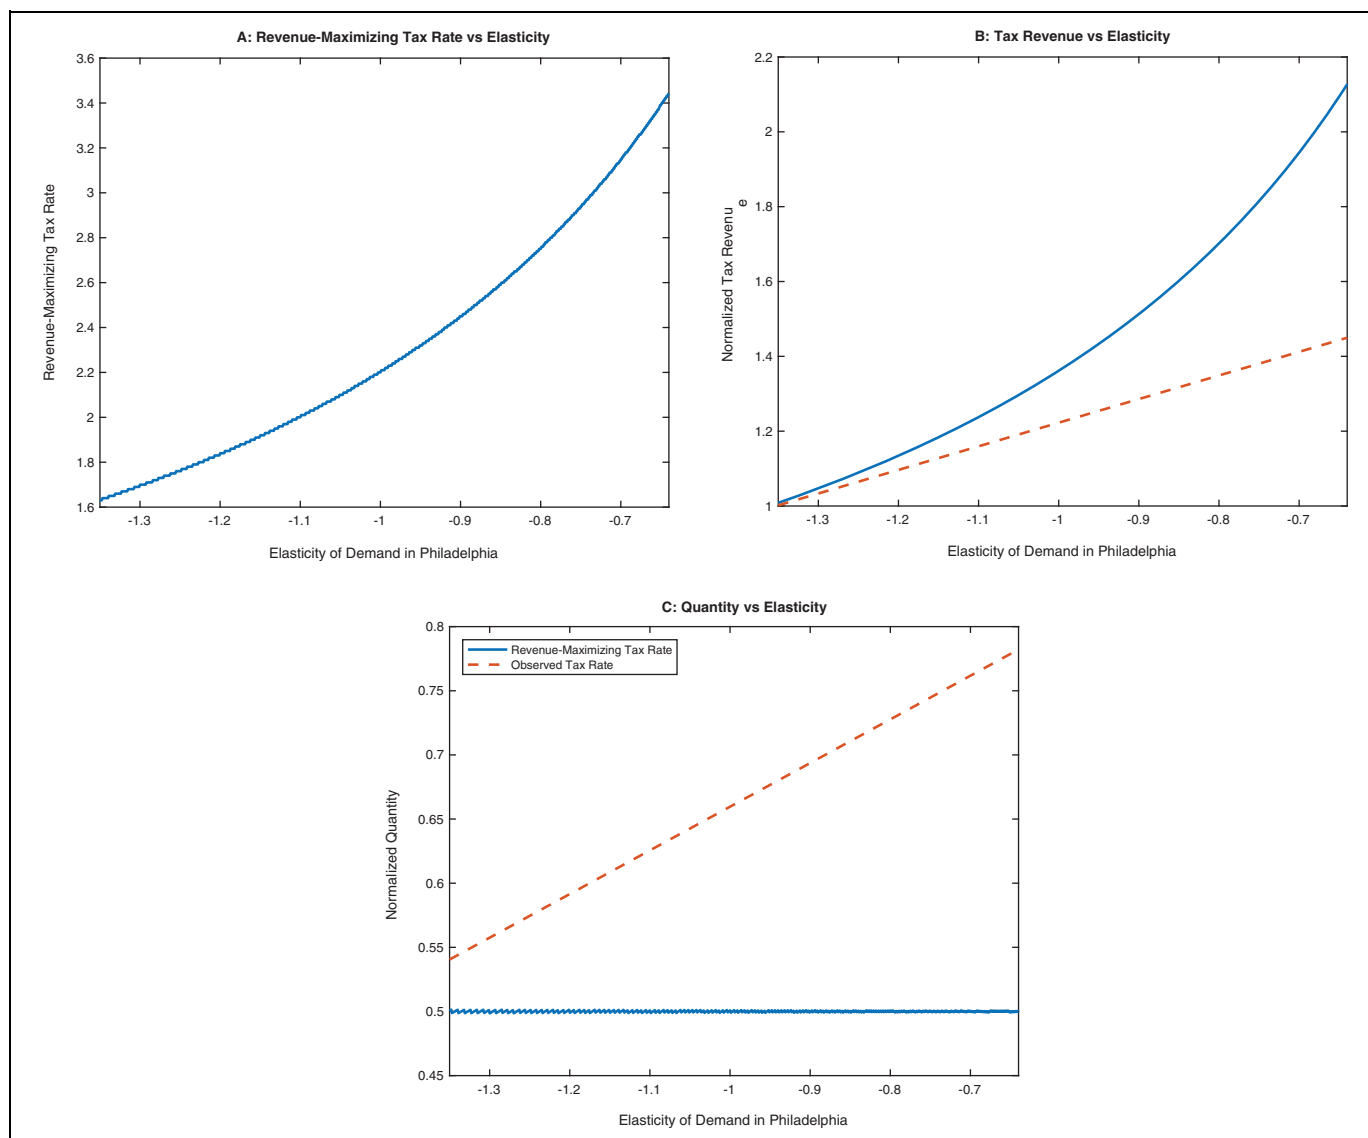 A: Revenue-Maximizing Tax Rate vs Elasticity
3.6
3.4
3.2
3
2.8
2.6
2.4
2.2
2
1.8
1.6
Revenue-Maximizing Tax Rate
-1.3 -1.2 -1.1 -1 -0.9 -0.8 -0.7
Elasticity of Demand in Philadelphia
B: Tax Revenue vs Elasticity
2.2
2
1.8
1.6
1.4
1.2
1
Normalized Tax Revenu
e
-1.3 -1.2 -1.1 -1 -0.9 -0.8 -0.7
Elasticity of Demand in Philadelphia
C: Quantity vs Elasticity
Revenue-Maximizing Tax Rate
Observed Tax Rate
0.8
0.75
0.7
0.65
0.6
0.55
0.5
0.45
Normalized Quantity
-1.3 -1.2 -1.1 -1 -0.9 -0.8 -0.7
Elasticity of Demand in Philadelphia